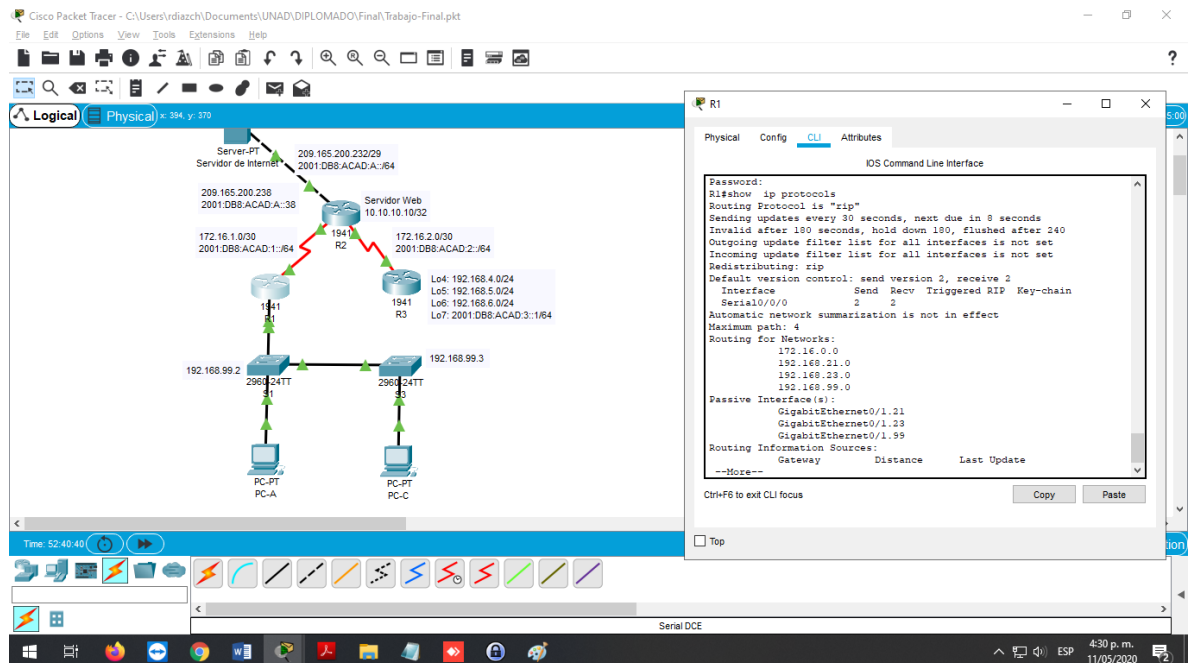 Cisco Packet Tracer - C:\Users\rdiazch\Documents\UNAD\DIPLOMADO\Final\Trabajo-Final.pkt
File Edit Options View Tools Extensions Help
?
Logical Physical x: 394, y: 370
5:00
Server-PT
Servidor de Internet
209.165.200.232/29
2001:DB8:ACAD:A::/64
209.165.200.238
2001:DB8:ACAD:A::38
Servidor Web
10.10.10.10/32
1941
R2
172.16.1.0/30
2001:DB8:ACAD:1::/64
172.16.2.0/30
2001:DB8:ACAD:2::/64
1941
R1
1941
R3
Lo4: 192.168.4.0/24
Lo5: 192.168.5.0/24
Lo6: 192.168.6.0/24
Lo7: 2001:DB8:ACAD:3::1/64
192.168.99.2
2960-24TT
S1
192.168.99.3
2960-24TT
S3
PC-PT
PC-A
PC-PT
PC-C
R1
Physical Config CLI Attributes
IOS Command Line Interface
Password:
R1#show  ip protocols
Routing Protocol is "rip"
Sending updates every 30 seconds, next due in 8 seconds
Invalid after 180 seconds, hold down 180, flushed after 240
Outgoing update filter list for all interfaces is not set
Incoming update filter list for all interfaces is not set
Redistributing: rip
Default version control: send version 2, receive 2
Interface Send Recv Triggered RIP Key-chain
Serial0/0/0 2 2
Automatic network summarization is not in effect
Maximum path: 4
Routing for Networks:
172.16.0.0
192.168.21.0
192.168.23.0
192.168.99.0
Passive Interface(s):
GigabitEthernet0/1.21
GigabitEthernet0/1.23
GigabitEthernet0/1.99
Routing Information Sources:
Gateway Distance Last Update
--More--
Ctrl+F6 to exit CLI focus
Copy Paste
Top
Time: 52:40:40
tion
Serial DCE
ESP
4:30 p. m.
11/05/2020
2